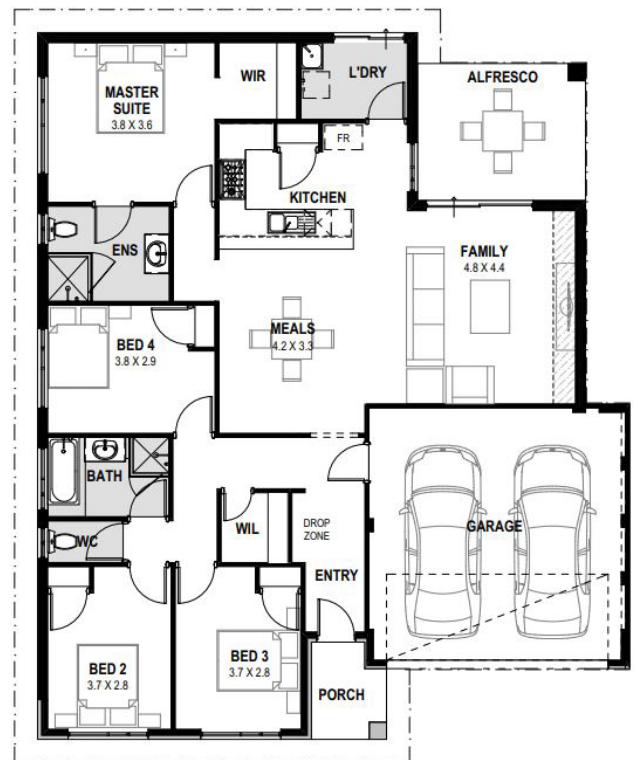 MASTER
SUITE
3.8 X 3.6
WIR
L'DRY
ALFRESCO
FR
KITCHEN
ENS
FAMILY
4.8 X 4.4
MEALS
4.2 X 3.3
BED 4
3.8 X 2.9
BATH
WC
WIL
DROP
ZONE
GARAGE
ENTRY
BED 2
3.7 X 2.8
BED 3
3.7 X 2.8
PORCH